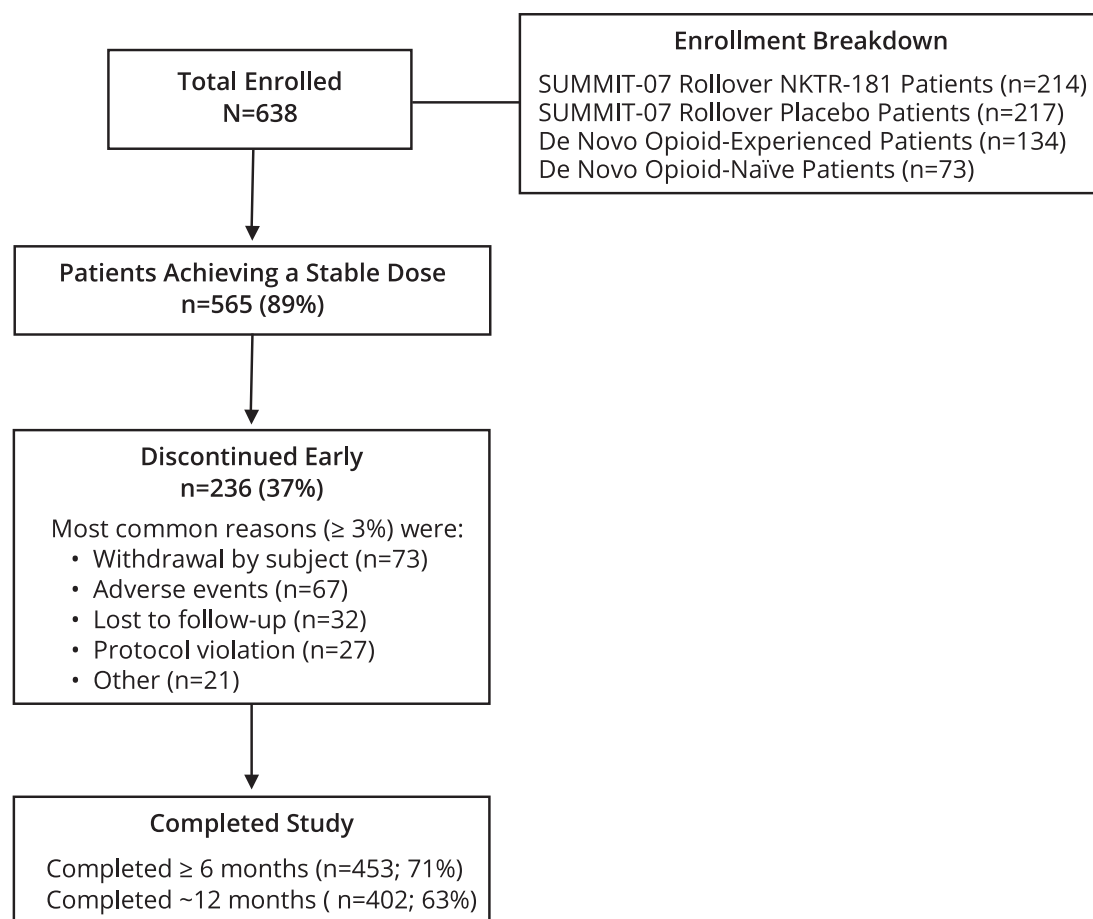 Total Enrolled
N=638
Enrollment Breakdown
SUMMIT-07 Rollover NKTR-181 Patients (n=214)
SUMMIT-07 Rollover Placebo Patients (n=217)
De Novo Opioid-Experienced Patients (n=134)
De Novo Opioid-Naïve Patients (n=73)
Patients Achieving a Stable Dose
n=565 (89%)
Discontinued Early
n=236 (37%)
Most common reasons (≥ 3%) were:
• Withdrawal by subject (n=73)
• Adverse events (n=67)
• Lost to follow-up (n=32)
• Protocol violation (n=27)
• Other (n=21)
Completed Study
Completed ≥ 6 months (n=453; 71%)
Completed ~12 months ( n=402; 63%)